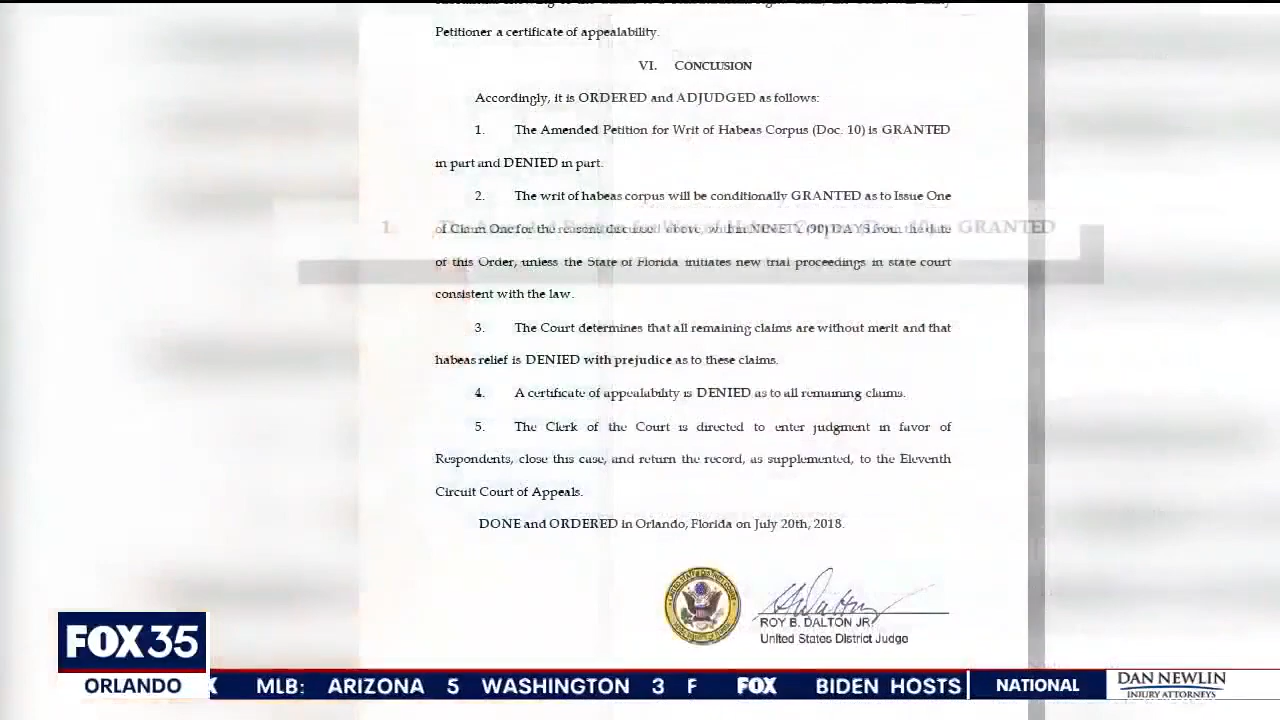 Petitioner a certificate of appealability.
VI. CONCLUSION
Accordingly, it is ORDERED and ADJUDGED as follows:
1. The Amended Petition for Writ of Habeas Corpus (Doc. 10) is GRANTED
in part and DENIED in part.
2. The writ of habeas corpus will be conditionally GRANTED as to Issue One
1. GRANTED
of Claim One for the reasons discussed above, within NINETY (90) DAYS from the date
of this Order, unless the State of Florida initiates new trial proceedings in state court
consistent with the law.
3. The Court determines that all remaining claims are without merit and that
habeas relief is DENIED with prejudice as to these claims.
4. A certificate of appealability is DENIED as to all remaining claims.
5. The Clerk of the Court is directed to enter judgment in favor of
Respondents, close this case, and return the record, as supplemented, to the Eleventh
Circuit Court of Appeals.
DONE and ORDERED in Orlando, Florida on July 20th, 2018.
ROY B. DALTON JR.
United States District Judge
FOX 35
ORLANDO
X MLB: ARIZONA 5 WASHINGTON 3 F FOX BIDEN HOSTS
NATIONAL
DAN NEWLIN
INJURY ATTORNEYS